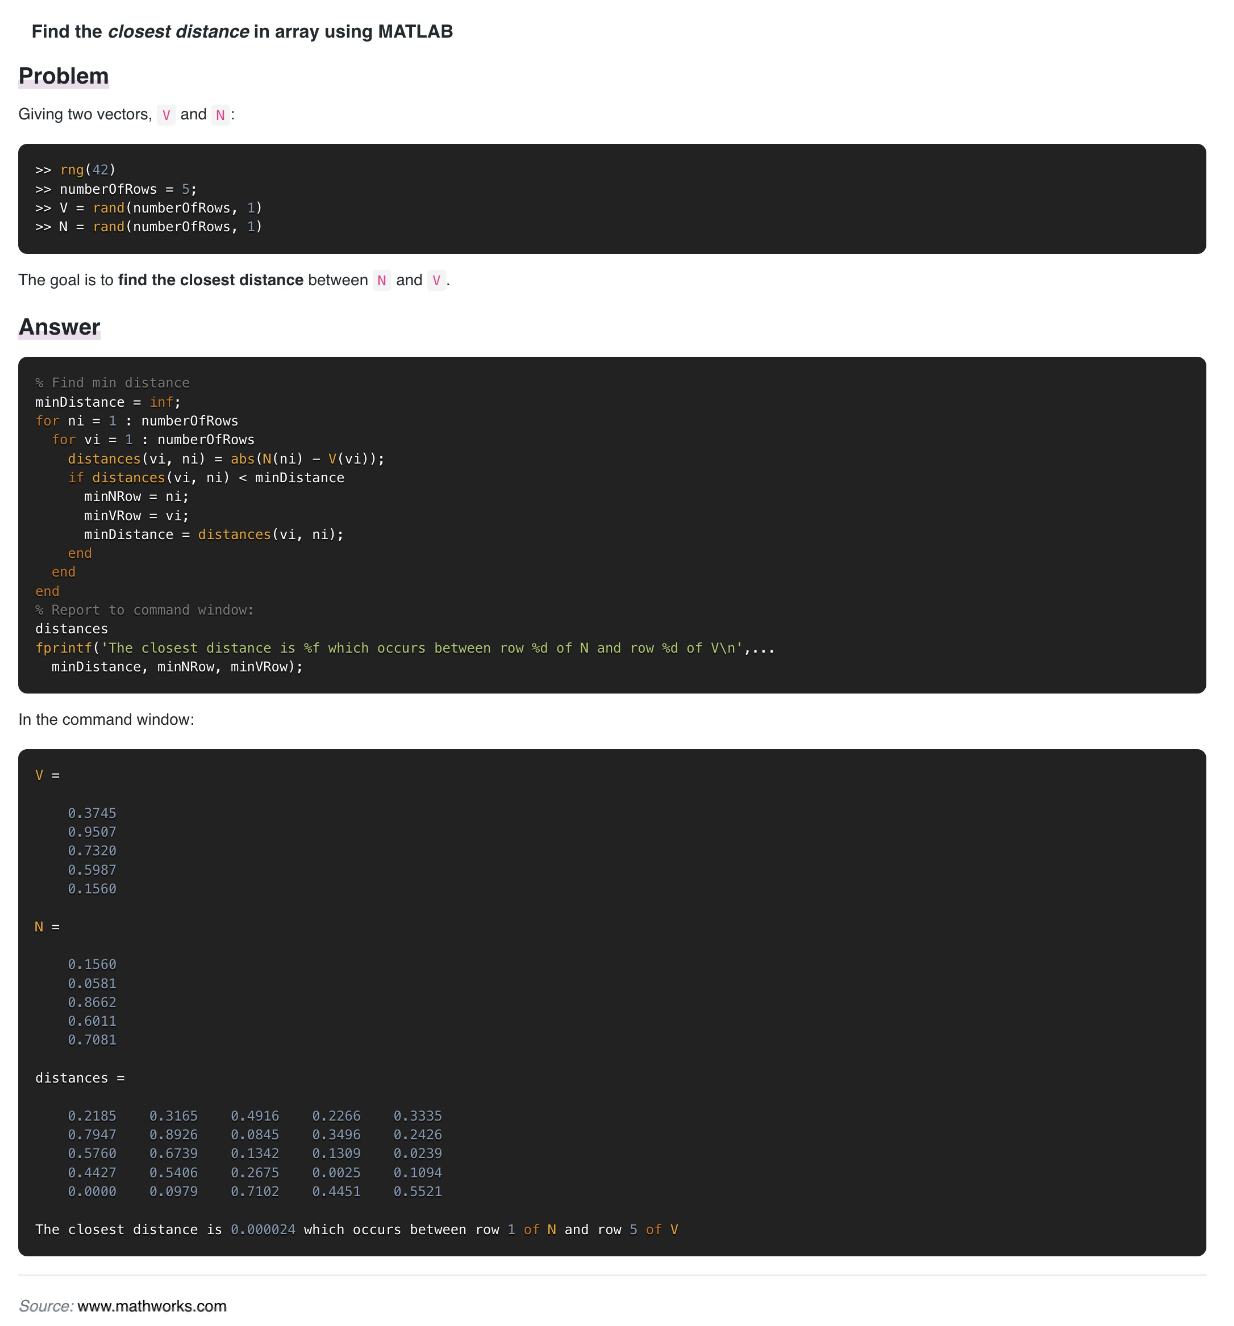 Find the closest distance in array using MATLAB
Problem
Giving two vectors, V and N :
>> rng(42)
>> numberOfRows = 5;
>> V = rand(numberOfRows, 1)
>> N = rand(numberOfRows, 1)
The goal is to find the closest distance between N and V .
Answer
% Find min distance
minDistance = inf;
for ni = 1 : numberOfRows
  for vi = 1 : numberOfRows
    distances(vi, ni) = abs(N(ni) - V(vi));
    if distances(vi, ni) < minDistance
      minNRow = ni;
      minVRow = vi;
      minDistance = distances(vi, ni);
    end
  end
end
% Report to command window:
distances
fprintf('The closest distance is %f which occurs between row %d of N and row %d of V\n',...
  minDistance, minNRow, minVRow);
In the command window:
V =
    0.3745
    0.9507
    0.7320
    0.5987
    0.1560
N =
    0.1560
    0.0581
    0.8662
    0.6011
    0.7081
distances =
    0.2185    0.3165    0.4916    0.2266    0.3335
    0.7947    0.8926    0.0845    0.3496    0.2426
    0.5760    0.6739    0.1342    0.1309    0.0239
    0.4427    0.5406    0.2675    0.0025    0.1094
    0.0000    0.0979    0.7102    0.4451    0.5521
The closest distance is 0.000024 which occurs between row 1 of N and row 5 of V
Source: www.mathworks.com